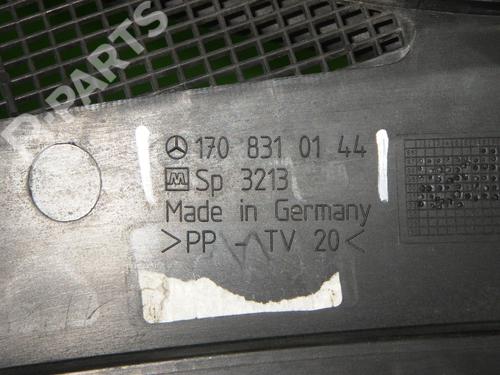 D-PARTS
170 831 01 44
M Sp 3213
Made in Germany
>PP - TV 20<